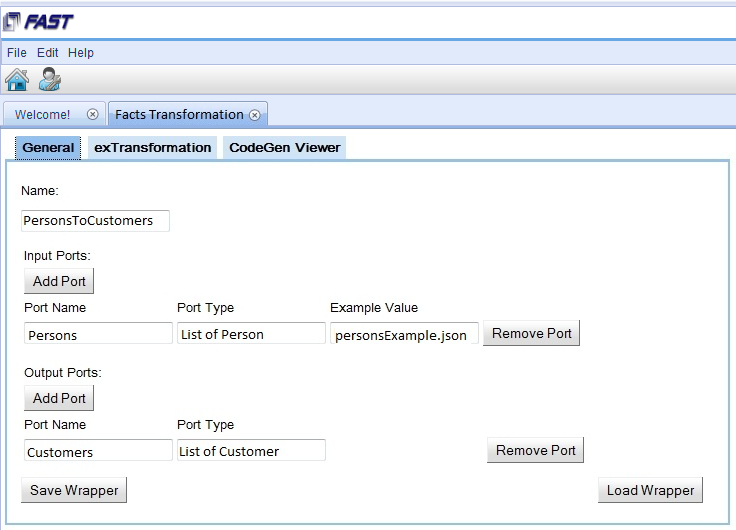 FAST
File Edit Help
Welcome! Facts Transformation
General exTransformation CodeGen Viewer
Name:
PersonsToCustomers
Input Ports:
Add Port
Port Name Port Type Example Value
Persons List of Person personsExample.json Remove Port
Output Ports:
Add Port
Port Name Port Type
Customers List of Customer Remove Port
Save Wrapper Load Wrapper